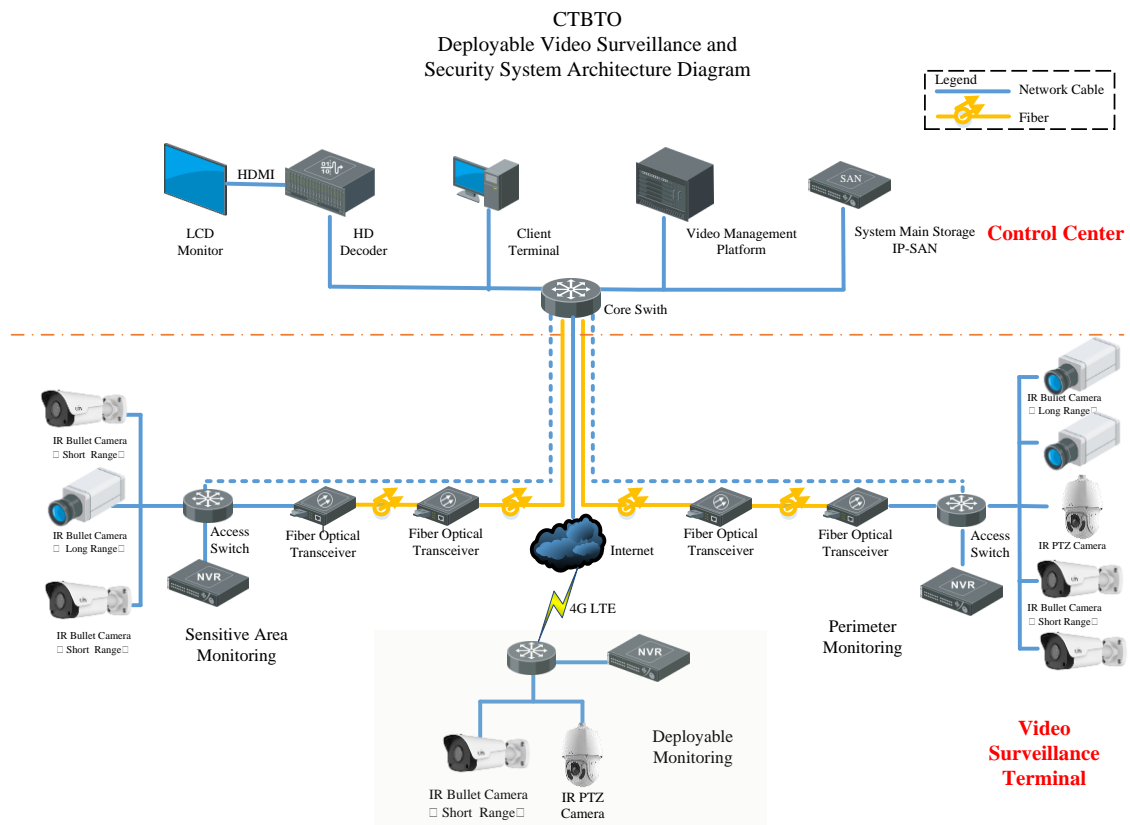 CTBTO
Deployable Video Surveillance and
Security System Architecture Diagram
Legend
Network Cable
Fiber
HDMI
SAN
LCD
Monitor
HD
Decoder
Client
Terminal
Video Management
Platform
System Main Storage
IP-SAN
Control Center
Core Swith
IR Bullet Camera
□ Short Range□
IR Bullet Camera
□ Long Range□
IR Bullet Camera
□ Short Range□
Access
Switch
NVR
Sensitive Area
Monitoring
Fiber Optical
Transceiver
Fiber Optical
Transceiver
Internet
4G LTE
Fiber Optical
Transceiver
Fiber Optical
Transceiver
Access
Switch
NVR
Perimeter
Monitoring
IR Bullet Camera
□ Long Range□
IR PTZ Camera
IR Bullet Camera
□ Short Range□
NVR
Deployable
Monitoring
IR Bullet Camera
□ Short Range□
IR PTZ
Camera
Video
Surveillance
Terminal